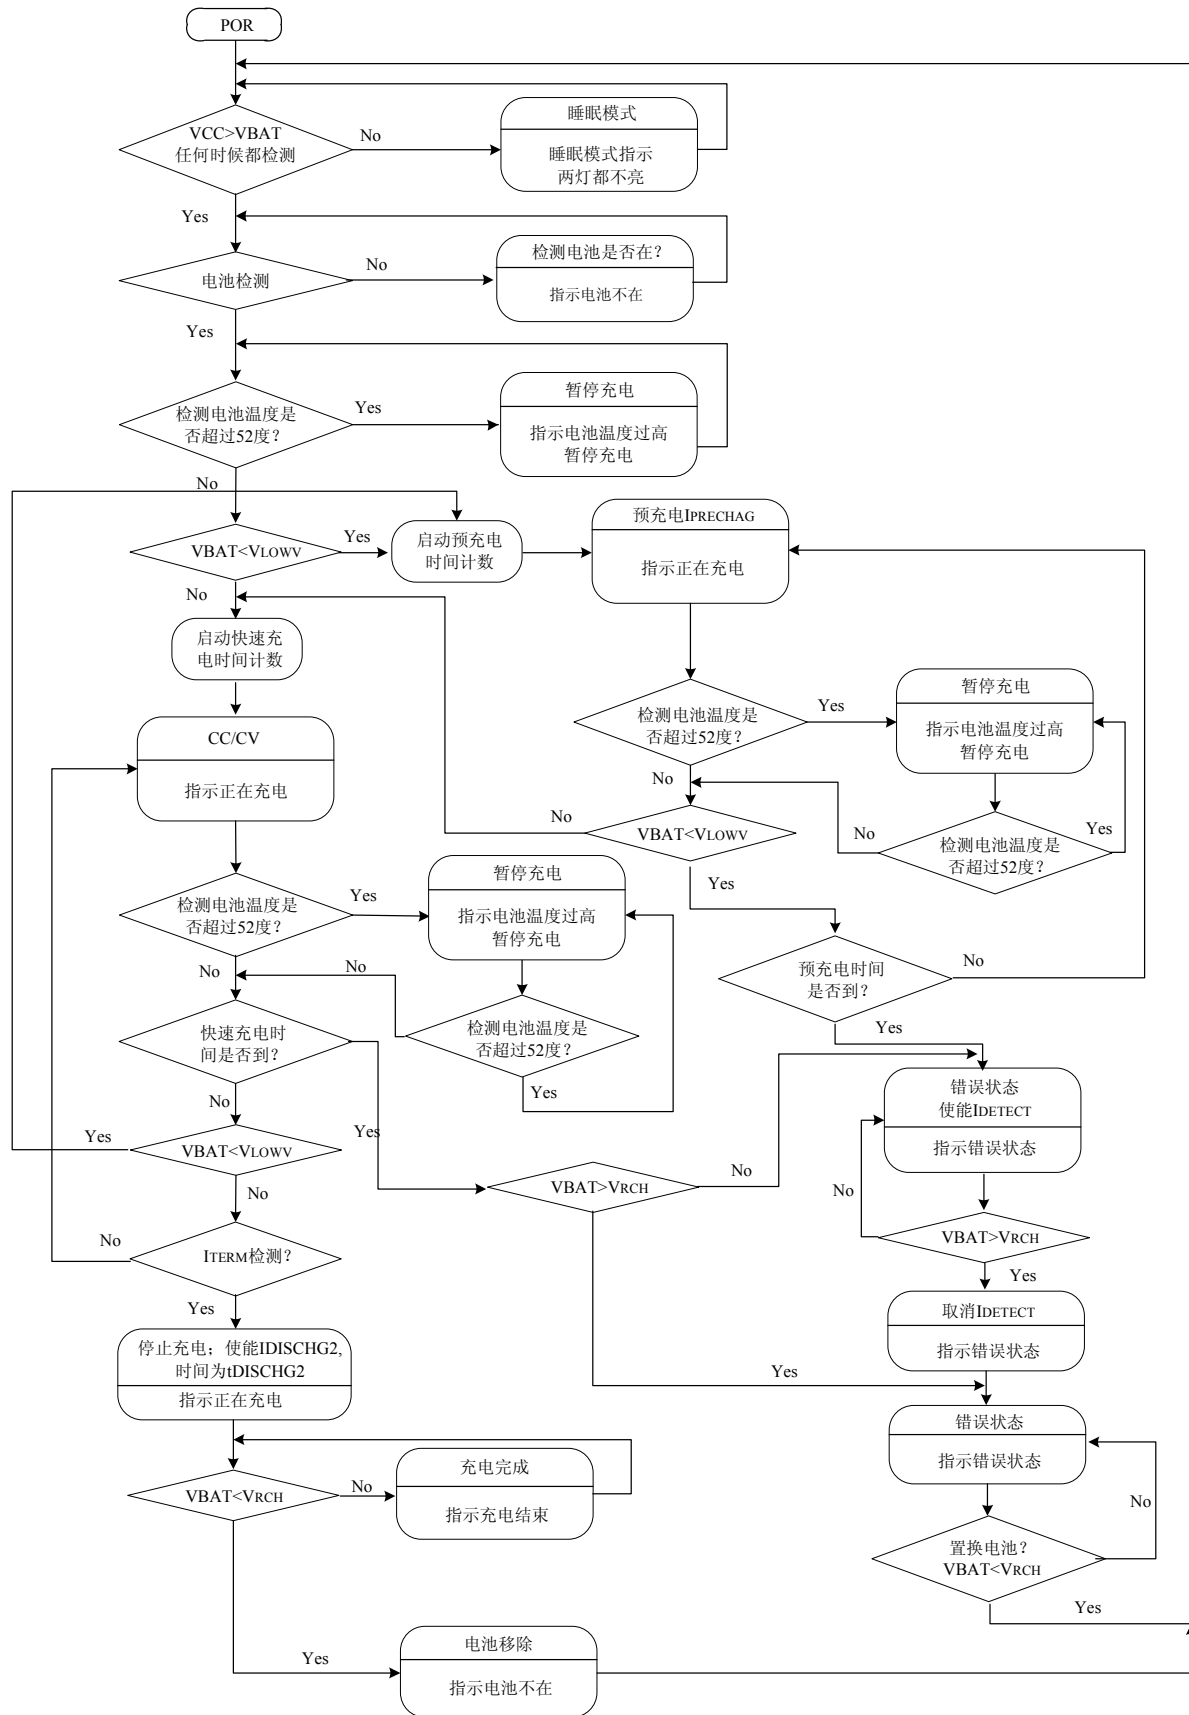 POR
VCC>VBAT
任何时候都检测
No
睡眠模式
睡眠模式指示
两灯都不亮
Yes
电池检测
No
检测电池是否在？
指示电池不在
Yes
检测电池温度是
否超过52度？
Yes
暂停充电
指示电池温度过高
暂停充电
No
VBAT<VLOWV
Yes
启动预充电
时间计数
预充电IPRECHAG
指示正在充电
No
启动快速充
电时间计数
CC/CV
指示正在充电
检测电池温度是
否超过52度？
Yes
暂停充电
指示电池温度过高
暂停充电
No
No
VBAT<VLOWV
No
检测电池温度是
否超过52度？
Yes
Yes
检测电池温度是
否超过52度？
Yes
暂停充电
指示电池温度过高
暂停充电
No
No
预充电时间
是否到？
No
快速充电时
间是否到？
检测电池温度是
否超过52度？
Yes
Yes
No
Yes
错误状态
使能IDETECT
指示错误状态
Yes
VBAT<VLOWV
No
VBAT>VRCH
No
No
VBAT>VRCH
No
ITERM检测？
Yes
Yes
取消IDETECT
指示错误状态
停止充电；使能IDISCHG2,
时间为tDISCHG2
指示正在充电
Yes
错误状态
指示错误状态
VBAT<VRCH
No
充电完成
指示充电结束
No
置换电池？
VBAT<VRCH
Yes
Yes
电池移除
指示电池不在